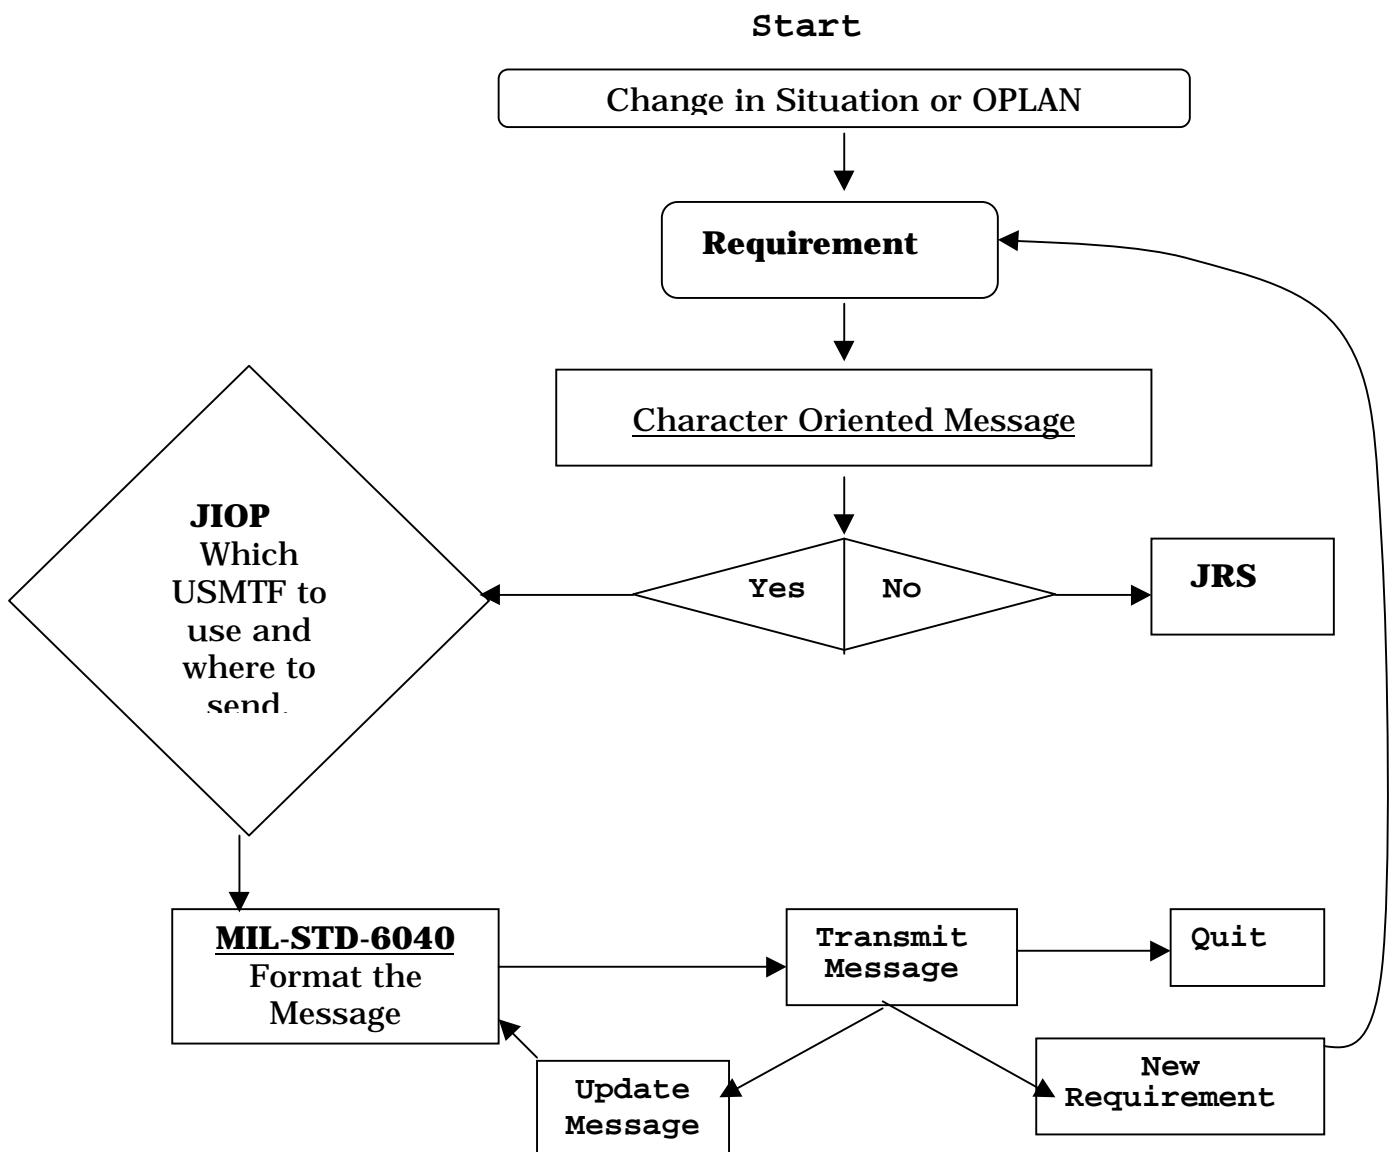 Start
Change in Situation or OPLAN
Requirement
Character Oriented Message
JIOP
Which
USMTF to
use and
where to
send.
Yes
No
JRS
MIL-STD-6040
Format the
Message
Transmit
Message
Quit
Update
Message
New
Requirement